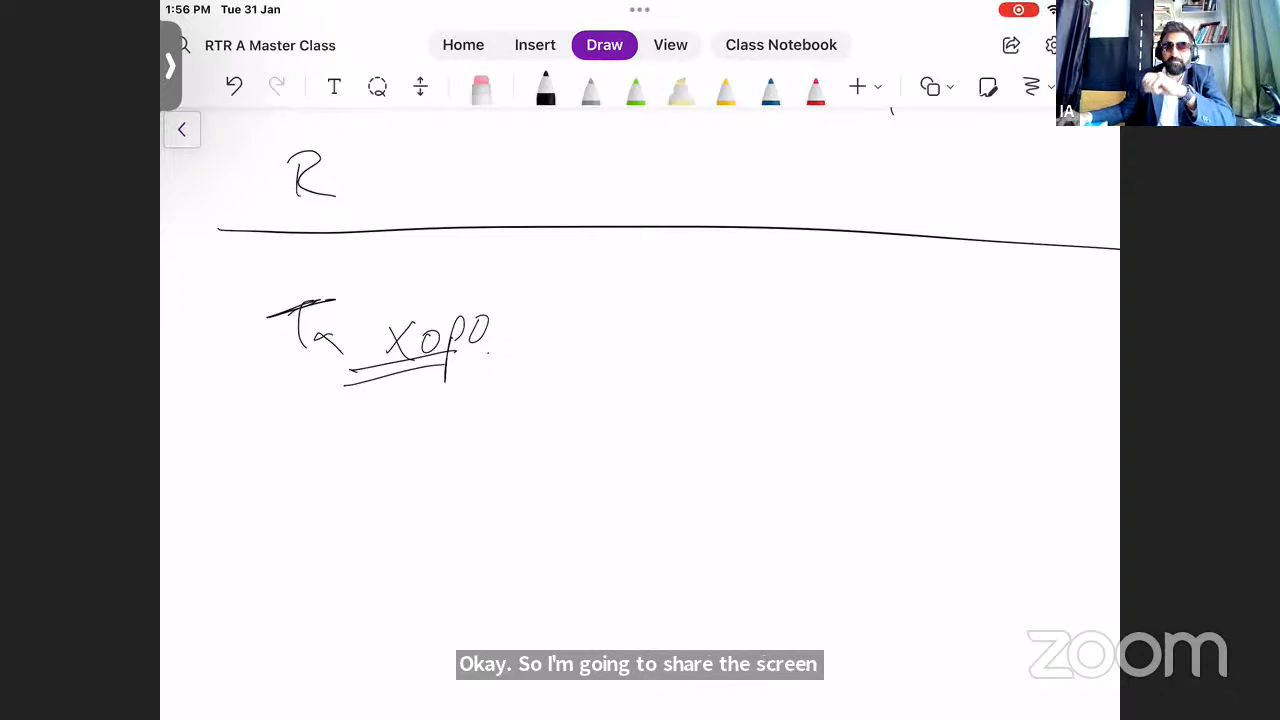 1:56 PM Tue 31 Jan
RTR A Master Class
Home Insert Draw View Class Notebook
T
IA
R
Tx XOPO
Okay. So I'm going to share the screen
zoom